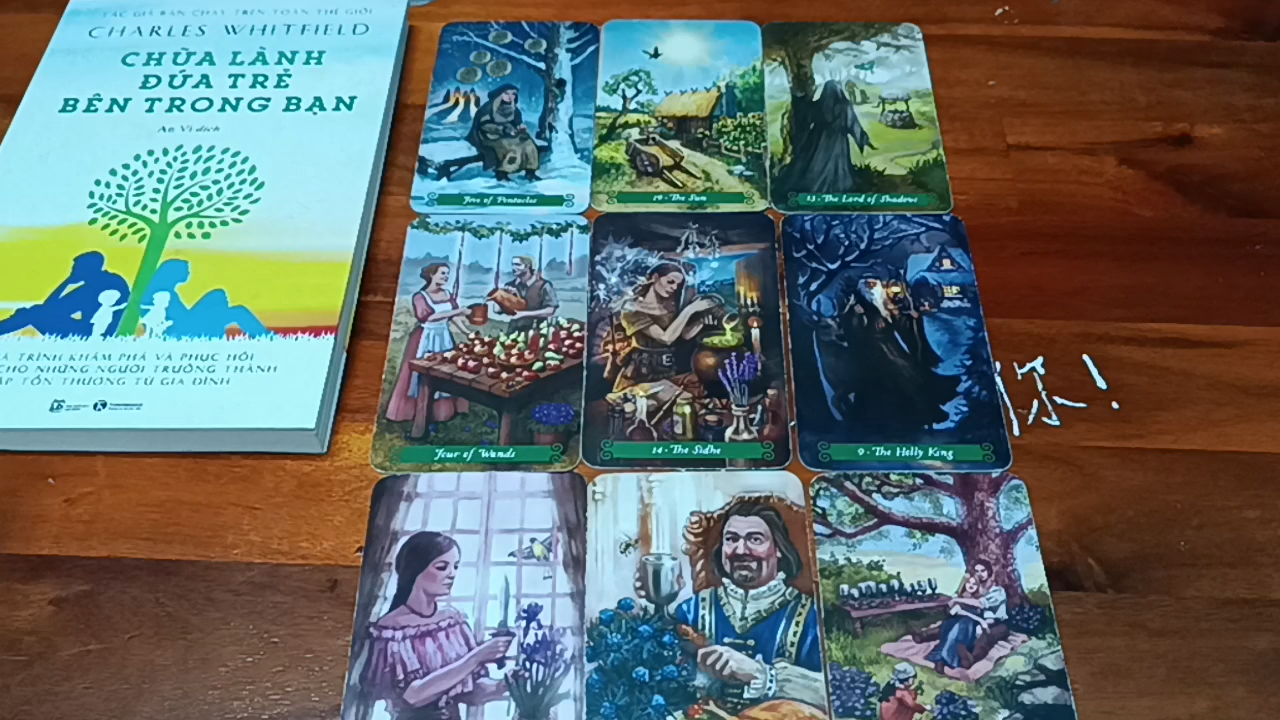 TÁC GIẢ BÁN CHẠY TRÊN TOÀN THẾ GIỚI
CHARLES WHITFIELD
CHỮA LÀNH
ĐỨA TRẺ
BÊN TRONG BẠN
An Vi dịch
TRÌNH KHÁM PHÁ VÀ PHỤC HỒI
CHO NHỮNG NGƯỜI TRƯỞNG THÀNH
TỔN THƯƠNG TỪ GIA ĐÌNH
Five of Pentacles
19 · The Sun
13 · The Lord of Shadows
Four of Wands
14 · The Sidhe
9 · The Holly King
你!